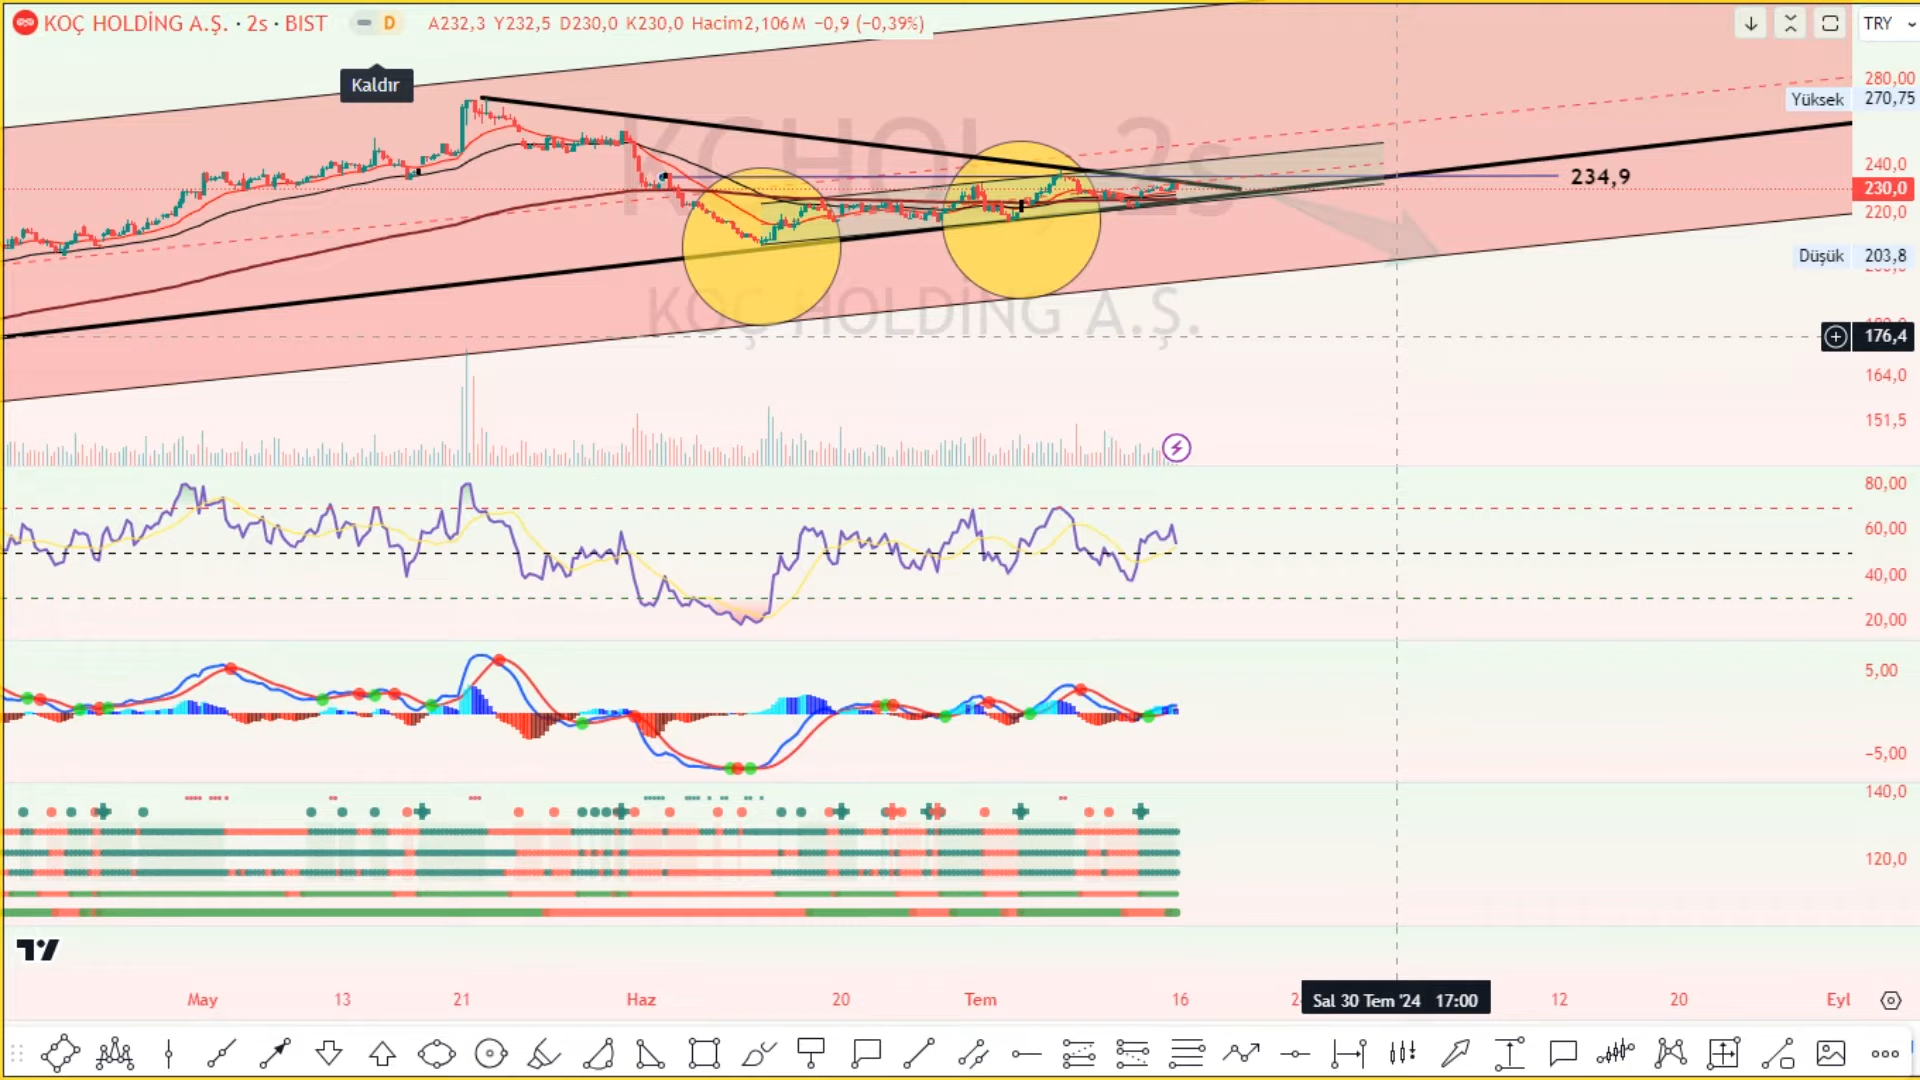 KOÇ HOLDİNG A.Ş. · 2s · BIST
D
A232,3 Y232,5 D230,0 K230,0 Hacim2,106M −0,9 (−0,39%)
TRY
Kaldır
280,00
Yüksek 270,75
KCHOL, 2s
240,0
234,9
230,0
220,0
Düşük 203,8
KOÇ HOLDİNG A.Ş.
176,4
164,0
151,5
80,00
60,00
40,00
20,00
5,00
−5,00
140,0
120,0
May 13 21 Haz 20 Tem 16 Sal 30 Tem '24 17:00 12 20 Eyl